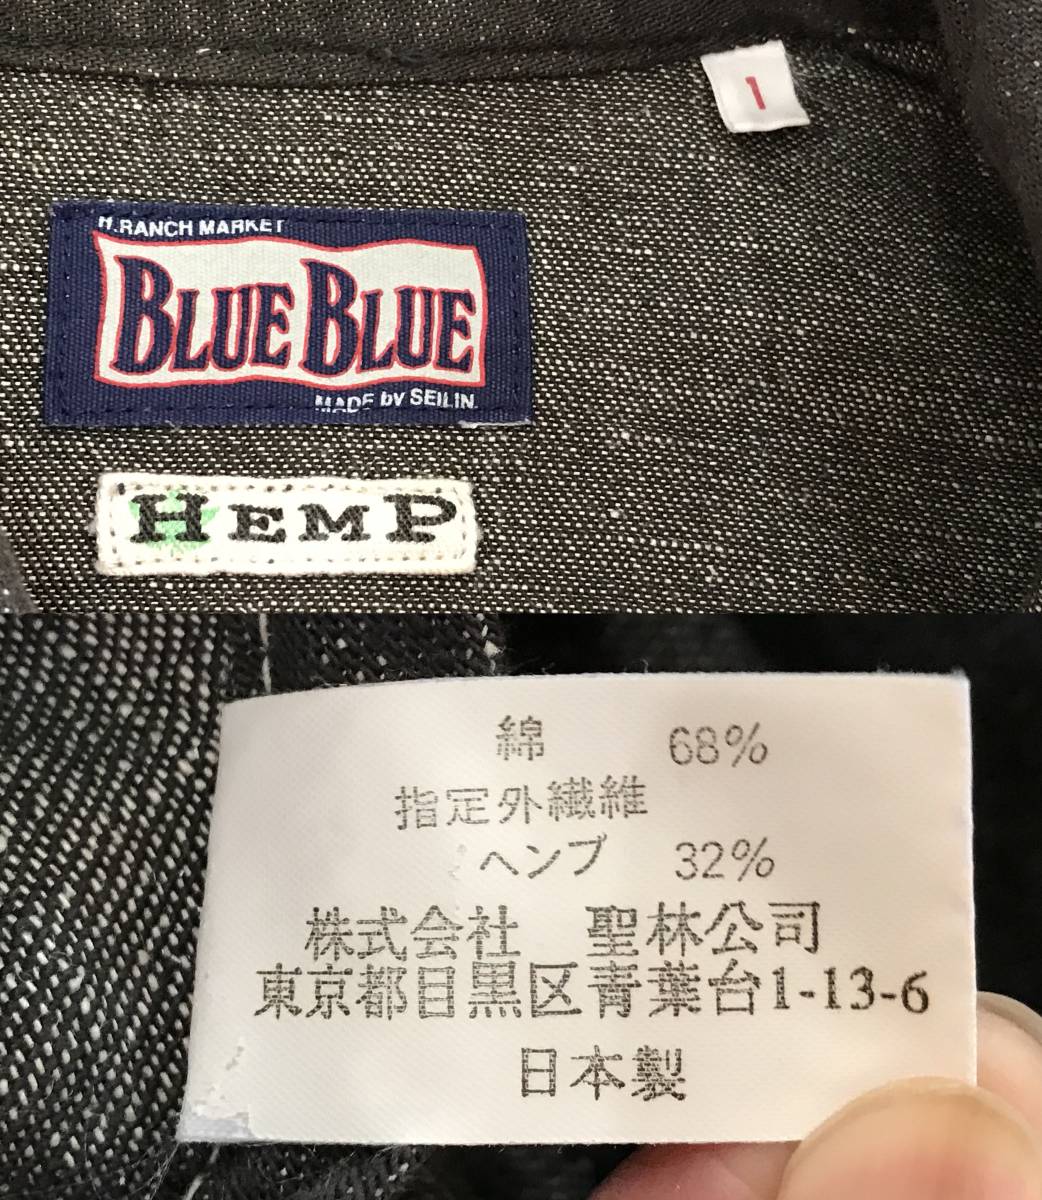 1
H.RANCH MARKET
BLUE BLUE
MADE by SEILIN.
HEMP
綿 68%
指定外繊維
ヘンプ 32%
株式会社 聖林公司
東京都目黒区青葉台1-13-6
日本製